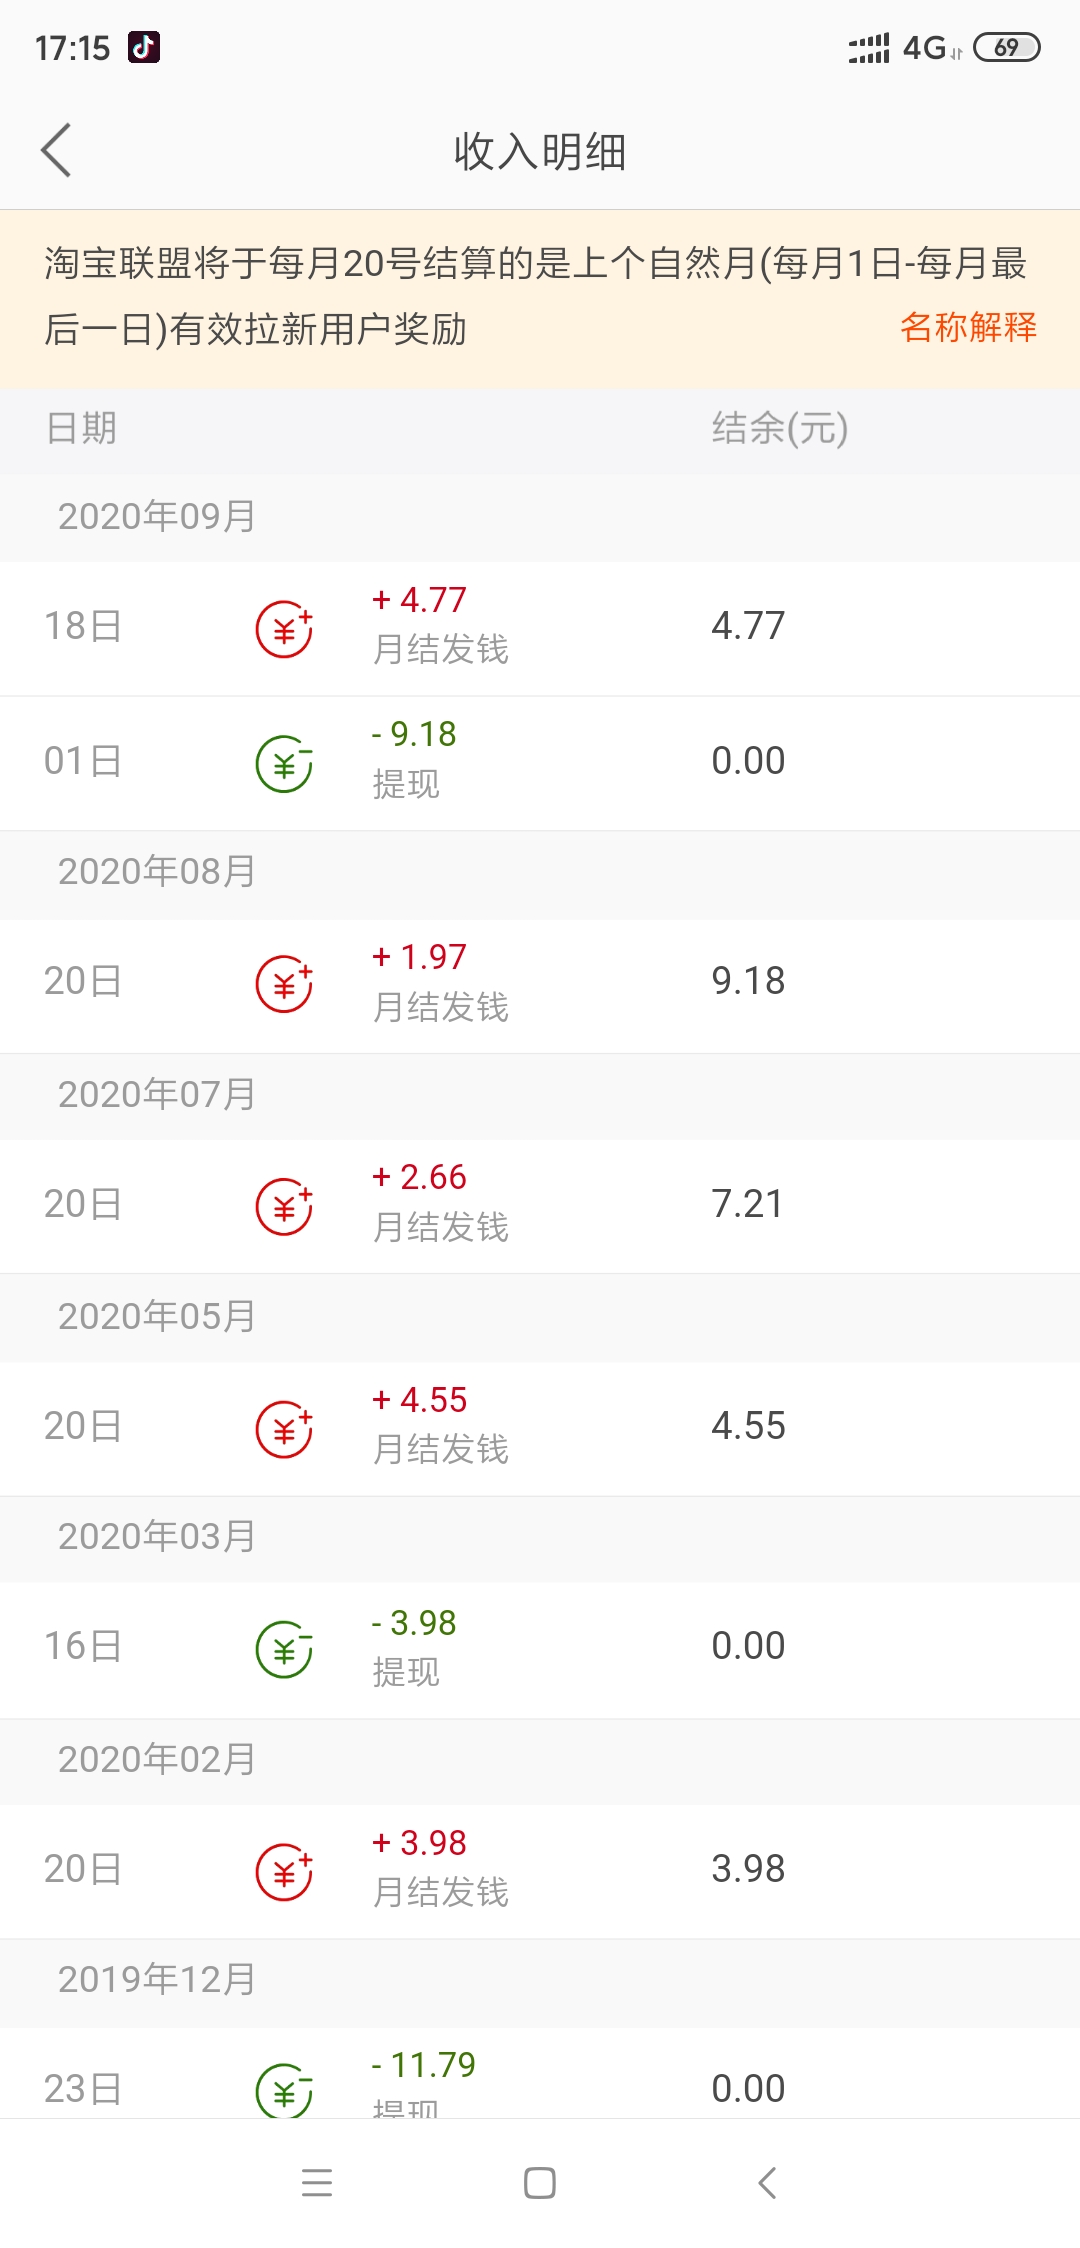 17:15
4G
69
收入明细
淘宝联盟将于每月20号结算的是上个自然月(每月1日-每月最
后一日)有效拉新用户奖励
名称解释
日期 结余(元)
2020年09月
+ 4.77
18日 4.77
月结发钱
- 9.18
01日 0.00
提现
2020年08月
+ 1.97
20日 9.18
月结发钱
2020年07月
+ 2.66
20日 7.21
月结发钱
2020年05月
+ 4.55
20日 4.55
月结发钱
2020年03月
- 3.98
16日 0.00
提现
2020年02月
+ 3.98
20日 3.98
月结发钱
2019年12月
- 11.79
23日 0.00
提现